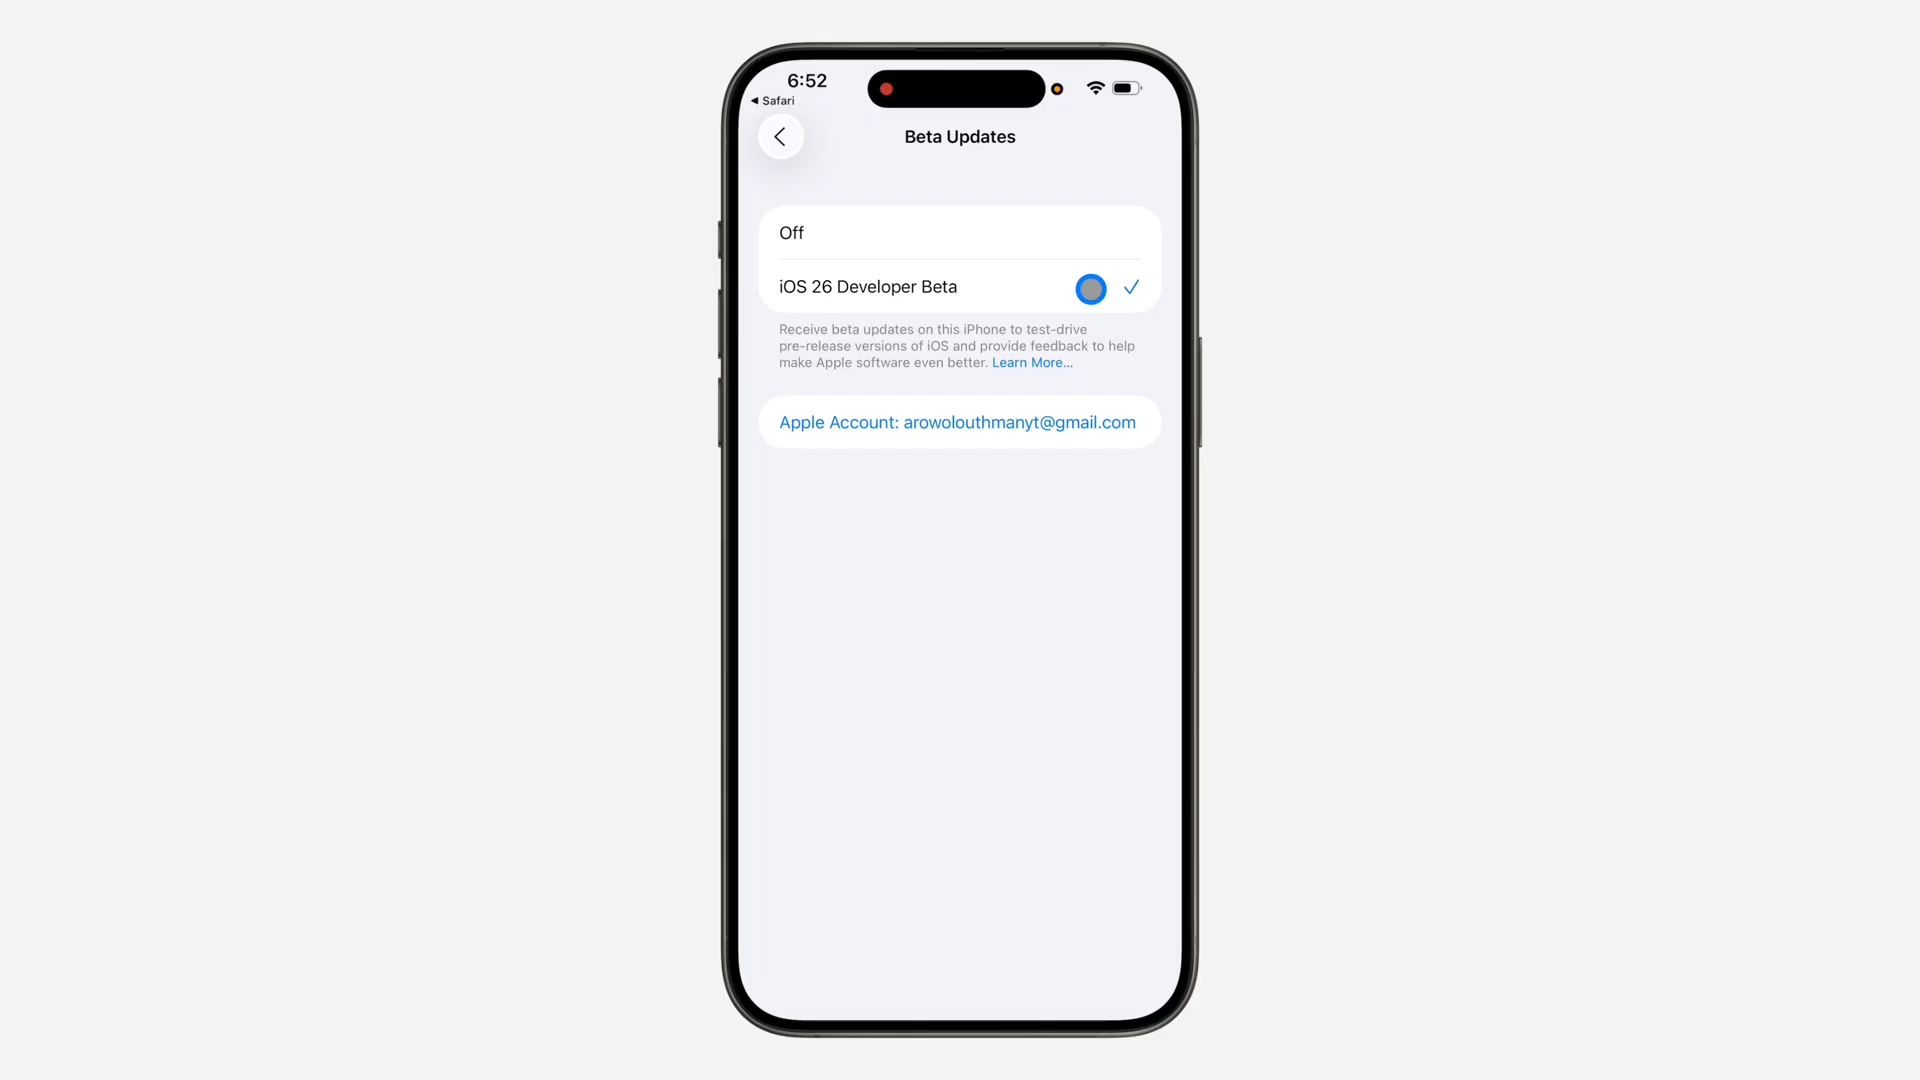 6:52
◀ Safari
Beta Updates
Off
iOS 26 Developer Beta
Receive beta updates on this iPhone to test-drive
pre-release versions of iOS and provide feedback to help
make Apple software even better. Learn More...
Apple Account: arowolouthmanyt@gmail.com